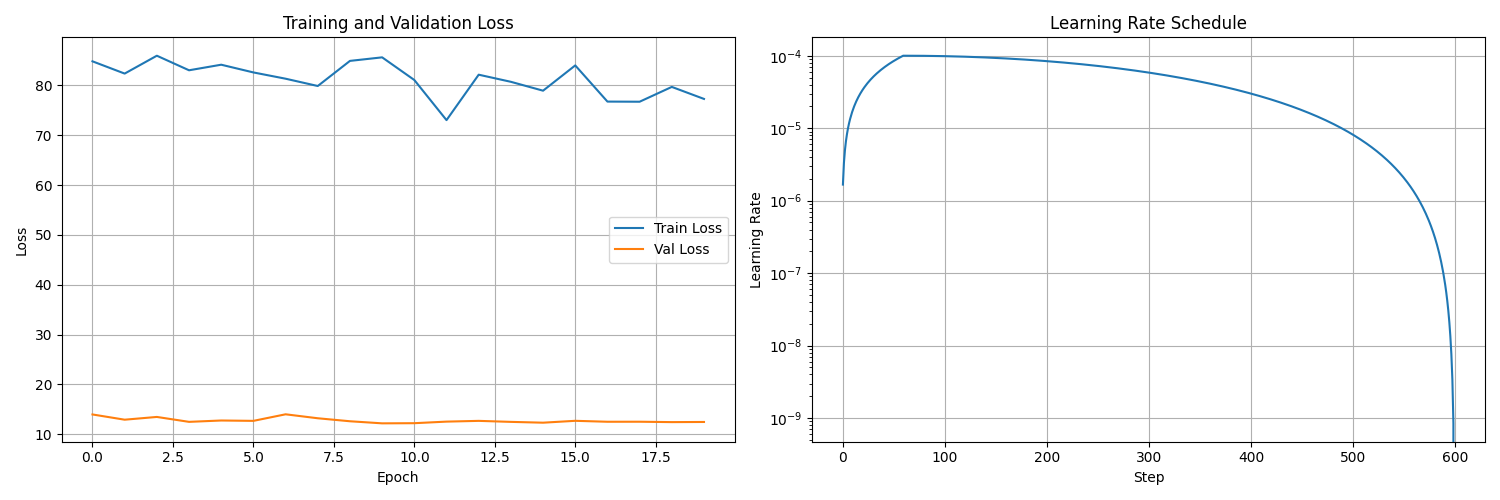 Training and Validation Loss
80
70
60
50
40
30
20
10
Loss
Train Loss
Val Loss
0.0 2.5 5.0 7.5 10.0 12.5 15.0 17.5
Epoch
Learning Rate Schedule
10⁻⁴
10⁻⁵
10⁻⁶
10⁻⁷
10⁻⁸
10⁻⁹
Learning Rate
0 100 200 300 400 500 600
Step